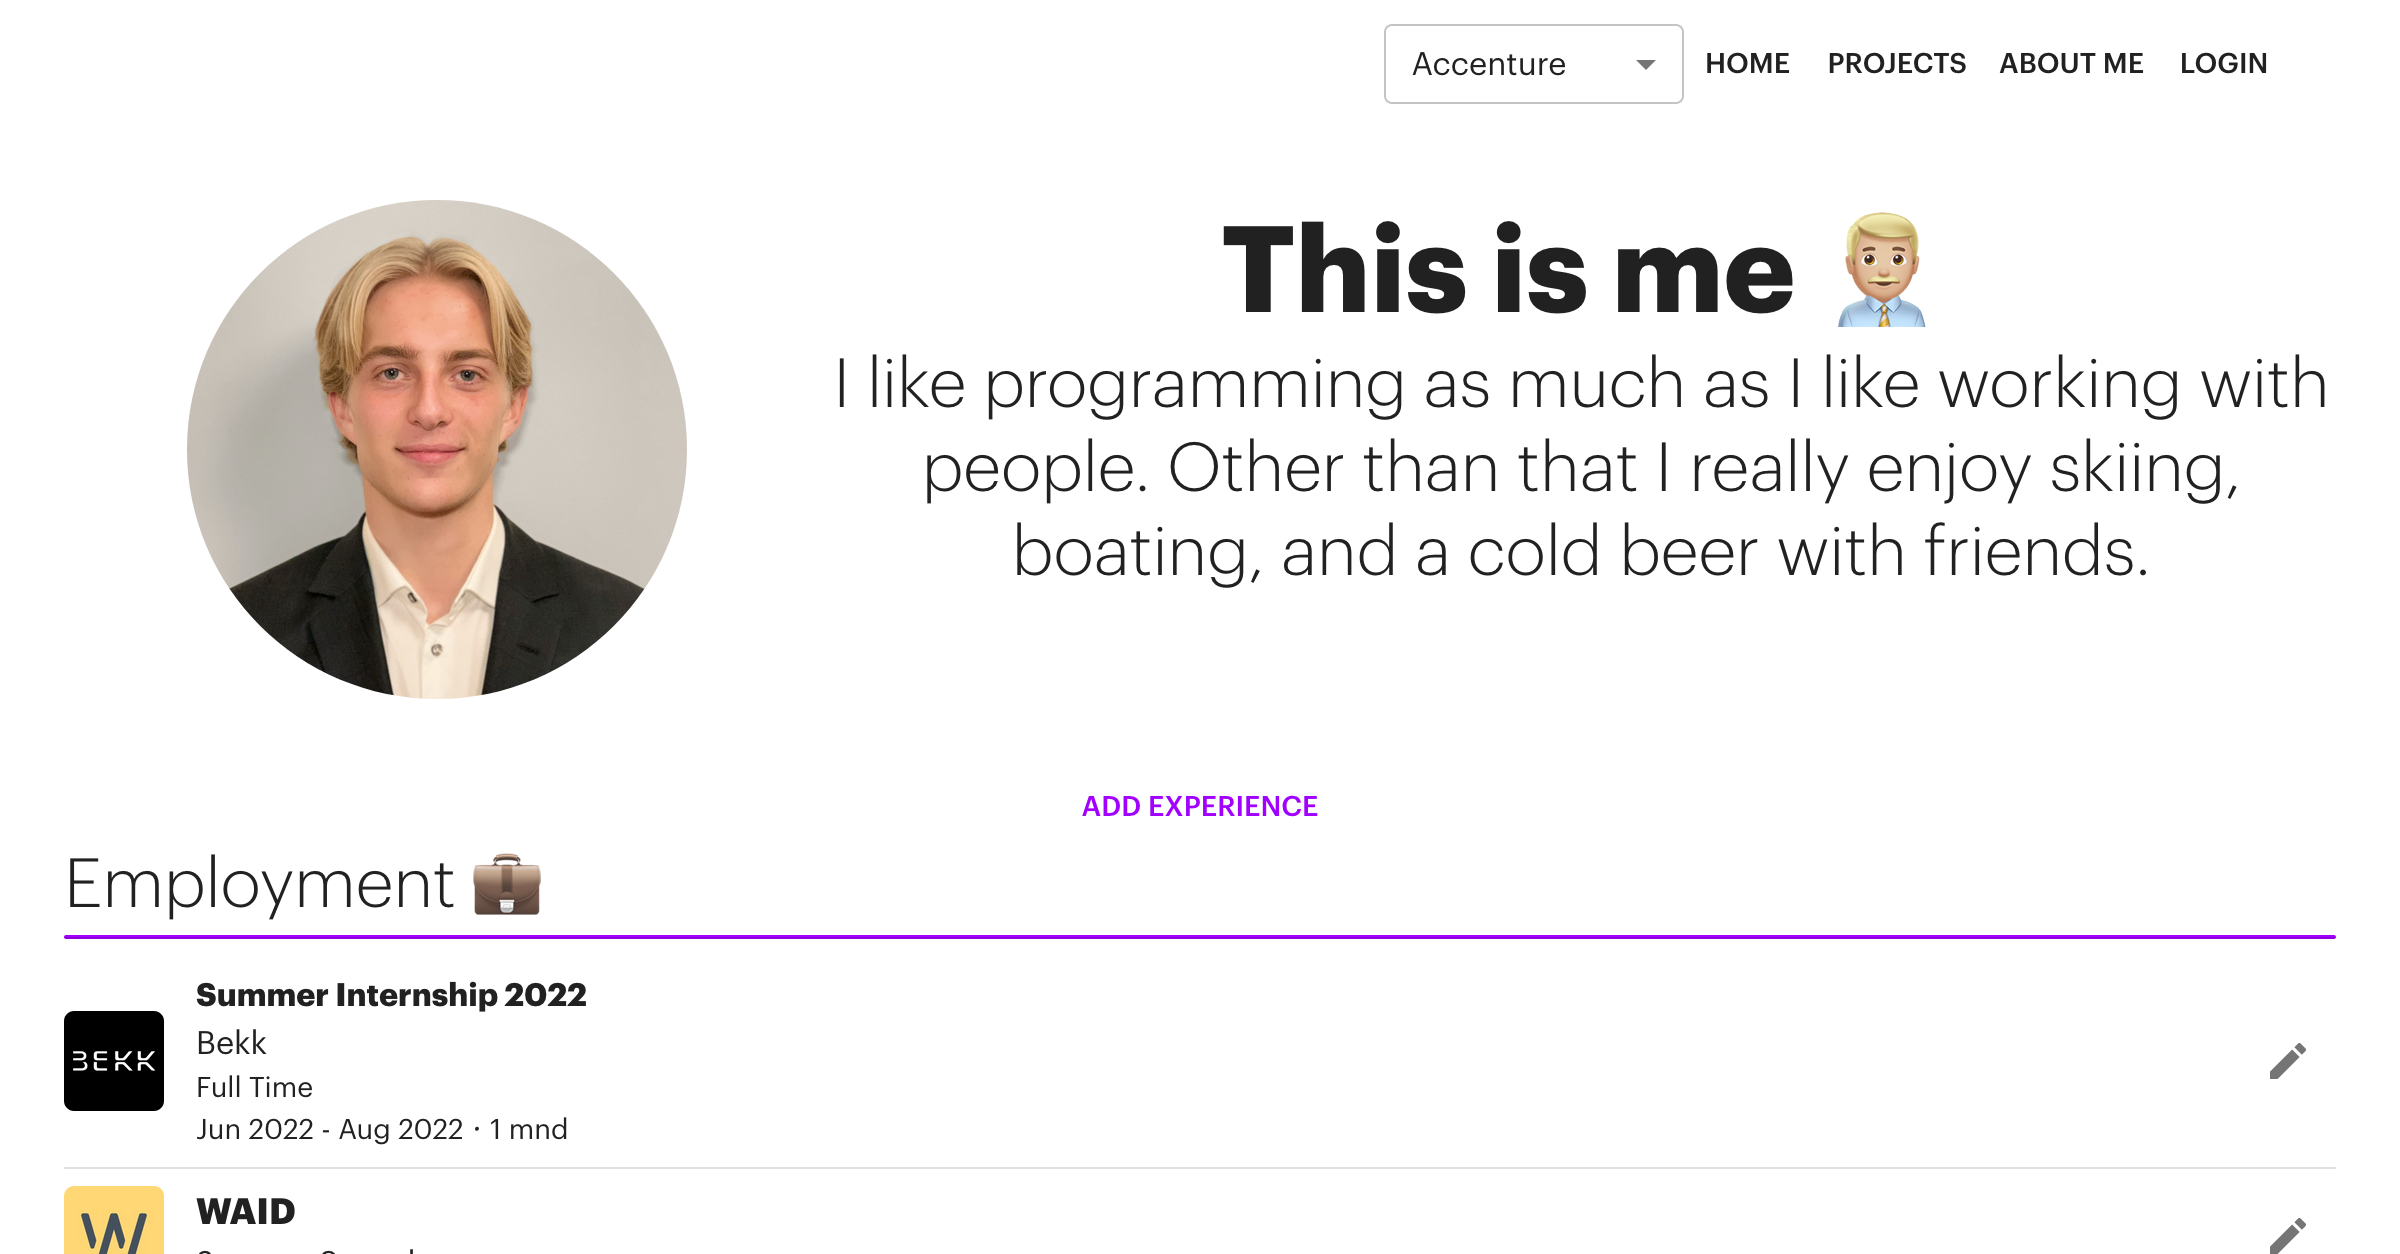 Accenture HOME PROJECTS ABOUT ME LOGIN
This is me
I like programming as much as I like working with
people. Other than that I really enjoy skiing,
boating, and a cold beer with friends.
ADD EXPERIENCE
Employment
Summer Internship 2022
BEKK
Bekk
Full Time
Jun 2022 - Aug 2022 · 1 mnd
WAID
W